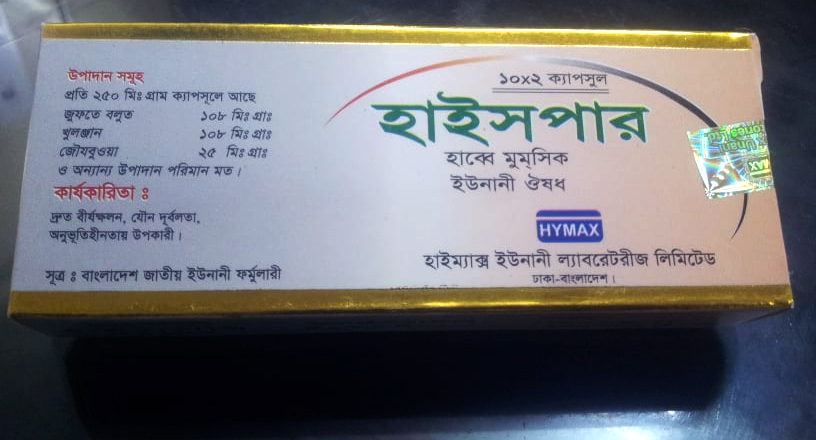 উপাদান সমূহ
প্রতি ২৫০ মিঃ গ্রাম ক্যাপসুলে আছে
জুফতে বলুত ১০৮ মিঃ গ্রাঃ
খুলঞ্জান ১০৮ মিঃ গ্রাঃ
জৌযবুওয়া ২৫ মিঃ গ্রাঃ
ও অন্যান্য উপাদান পরিমান মত।
কার্যকারিতা ঃ
দ্রুত বীর্যস্খলন, যৌন দূর্বলতা,
অনুভূতিহীনতায় উপকারী।
সূত্র ঃ বাংলাদেশ জাতীয় ইউনানী ফর্মুলারী
১০x২ ক্যাপসুল
হাইসপার
হাব্বে মুম্‌সিক
ইউনানী ঔষধ
HYMAX
হাইম্যাক্স ইউনানী ল্যাবরেটরীজ লিমিটেড
ঢাকা-বাংলাদেশ।